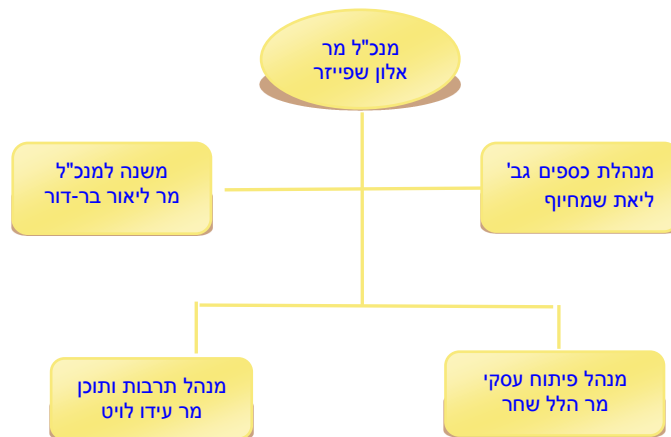 מנכ"ל מר
אלון שפייזר
מנהלת כספים גב'
ליאת שמחיוף
משנה למנכ"ל
מר ליאור בר-דור
מנהל פיתוח עסקי
מר הלל שחר
מנהל תרבות ותוכן
מר עידו לויט